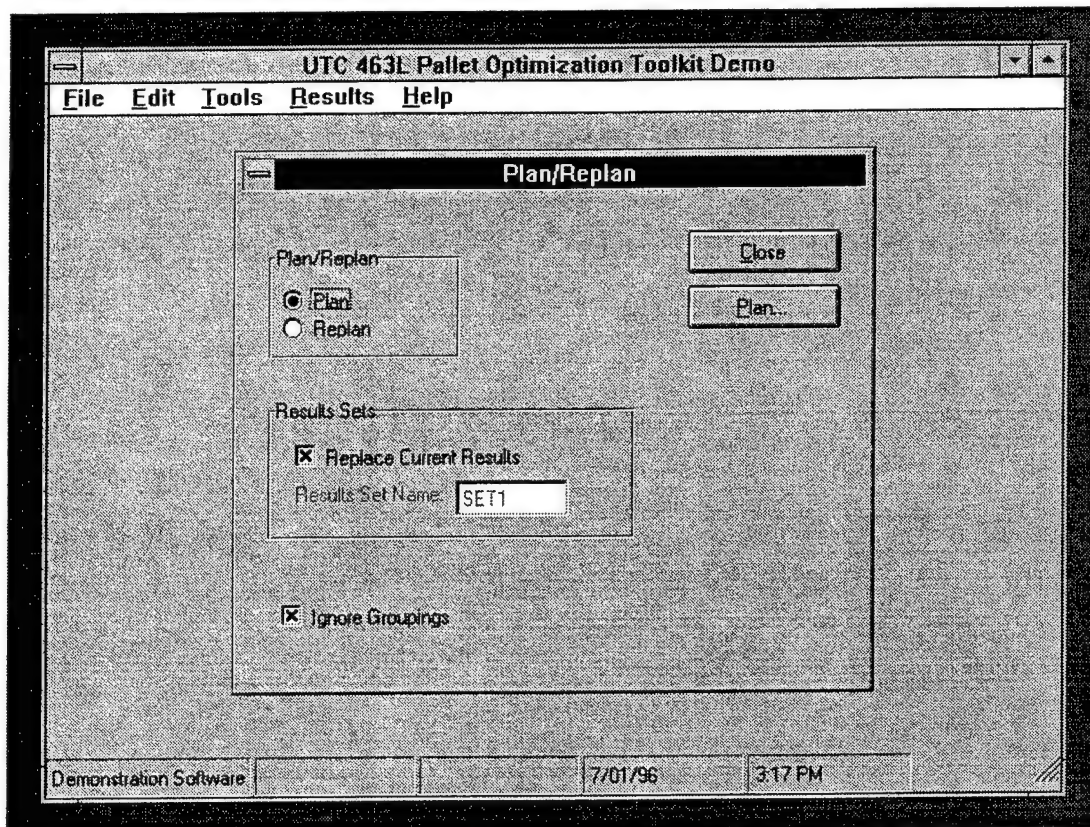 UTC 463L Pallet Optimization Toolkit Demo
File Edit Tools Results Help
Plan/Replan
Plan/Replan
Close
Plan
Plan...
Replan
Results Sets
Replace Current Results
Results Set Name: SET1
Ignore Groupings
Demonstration Software 7/01/96 3:17 PM